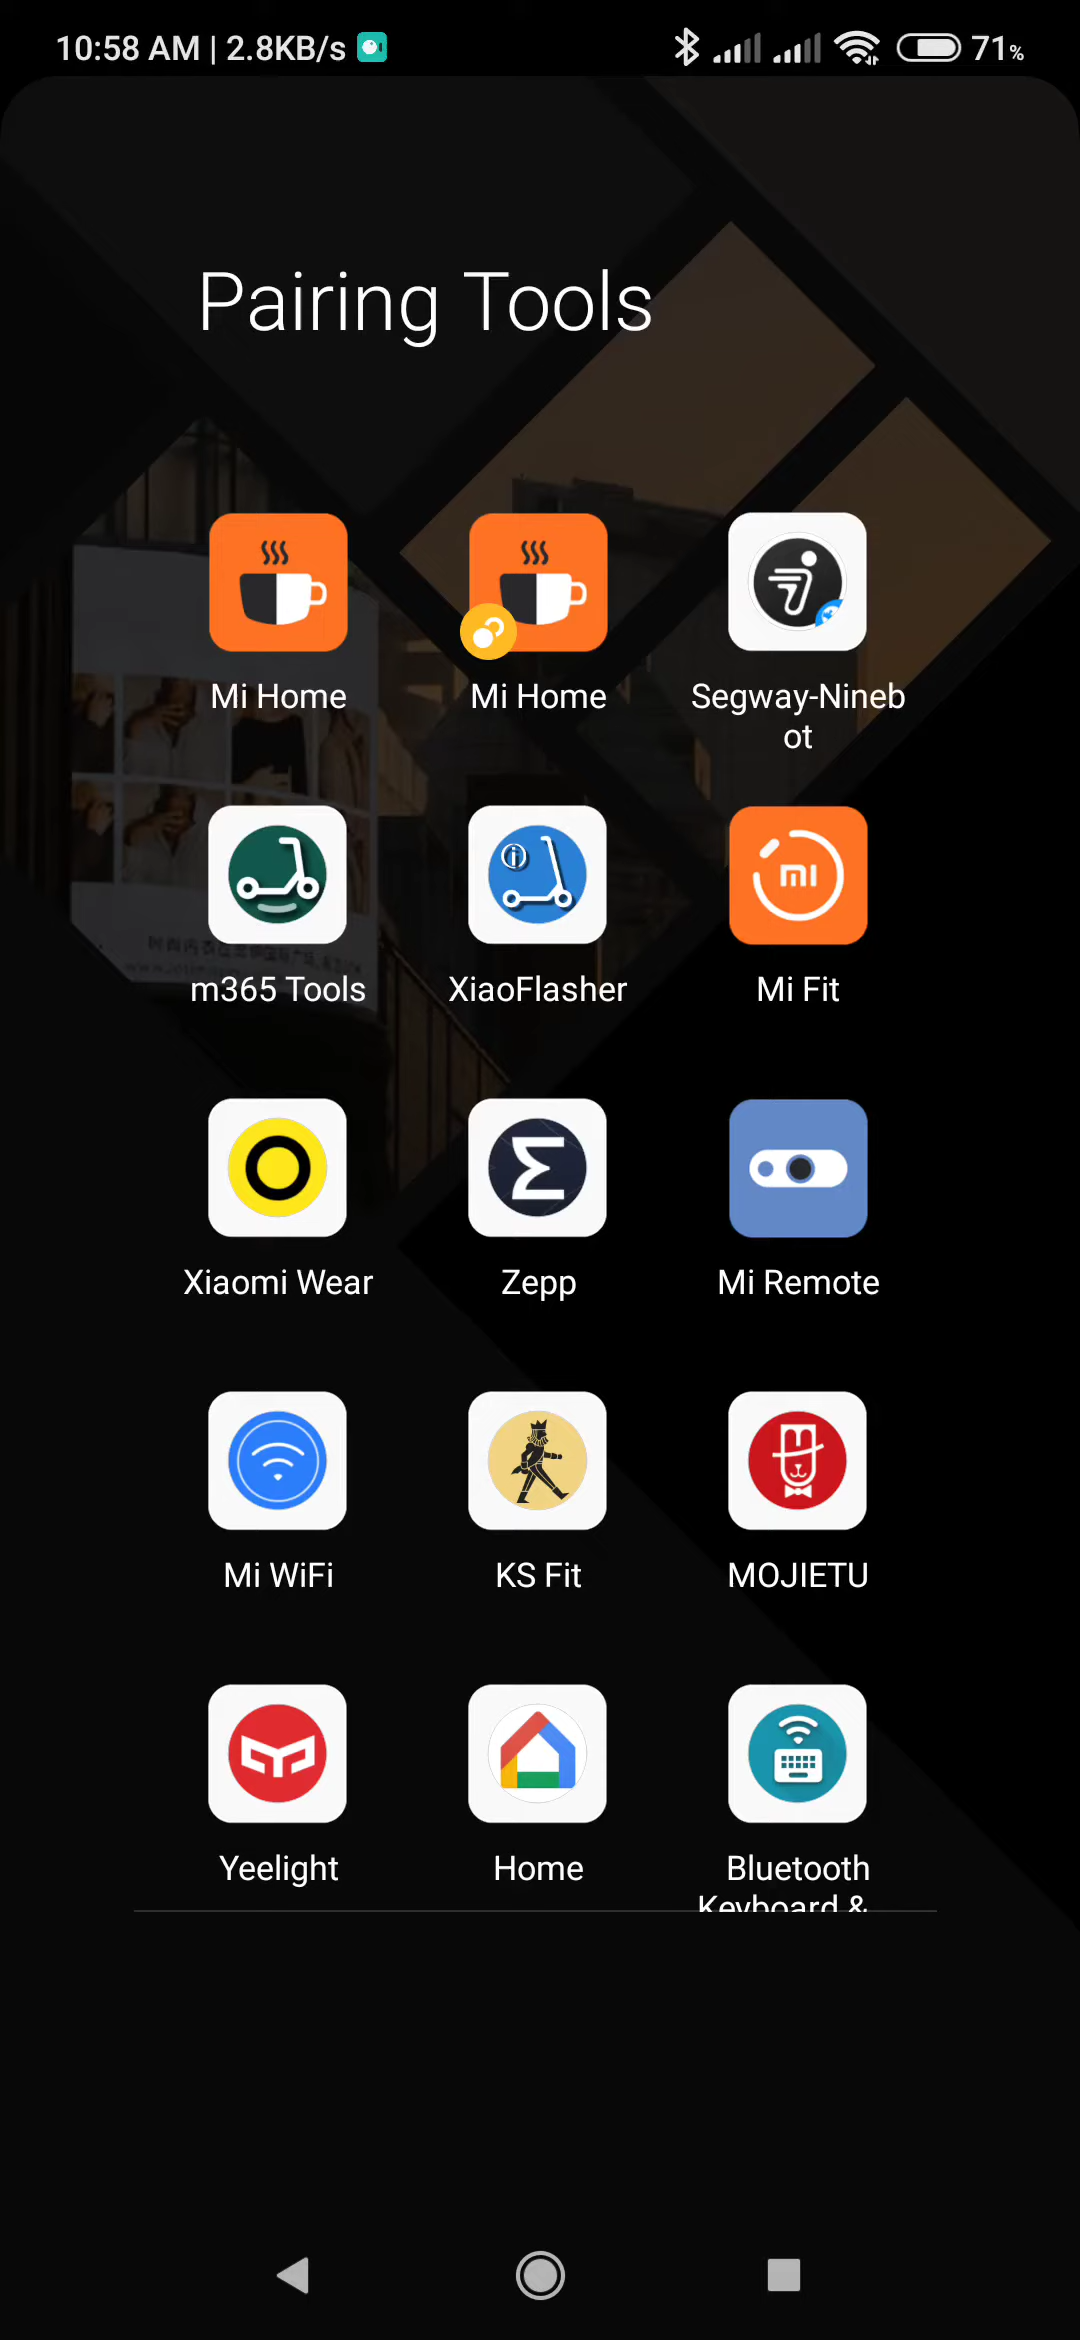 10:58 AM | 2.8KB/s
71%
Pairing Tools
Mi Home
Mi Home
Segway-Nineb
ot
m365 Tools
XiaoFlasher
mi
Mi Fit
Xiaomi Wear
Zepp
Mi Remote
Mi WiFi
KS Fit
MOJIETU
Yeelight
Home
Bluetooth
Keyboard &